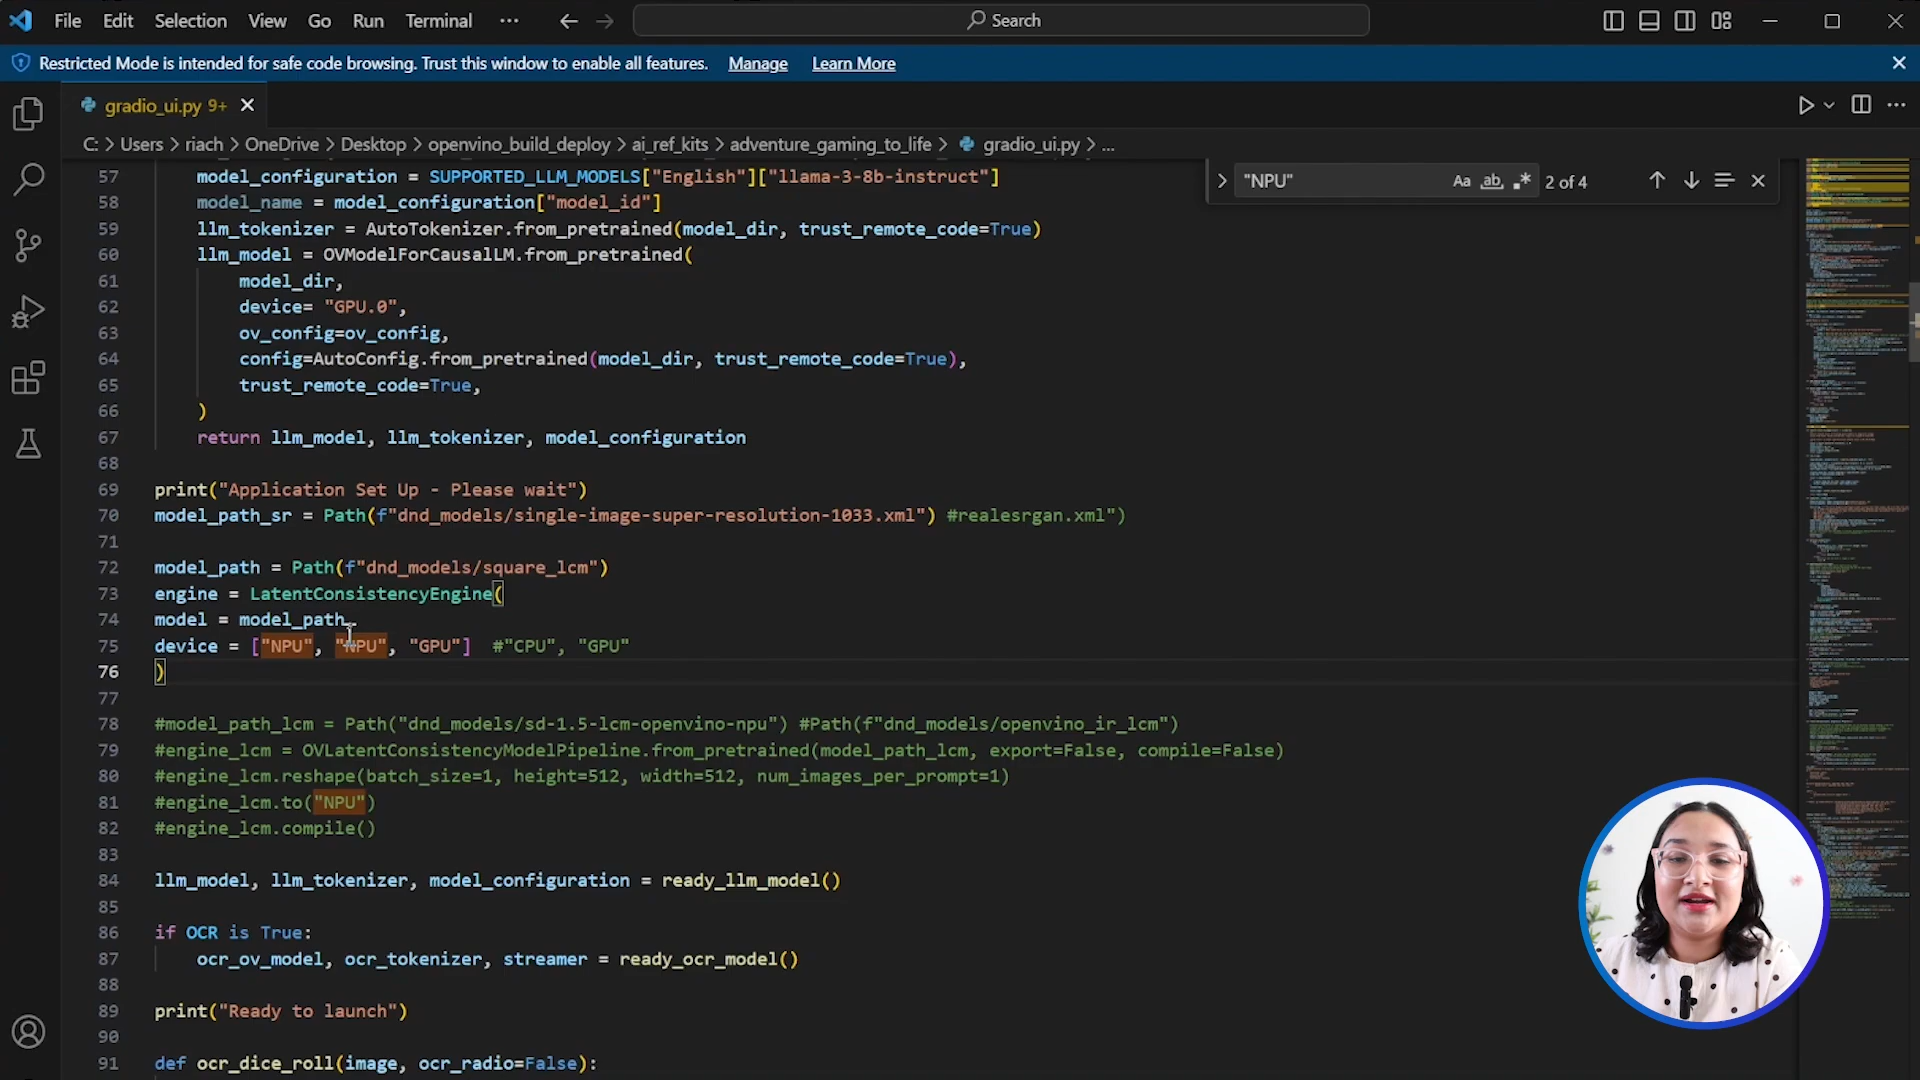 File Edit Selection View Go Run Terminal ··· Search
Restricted Mode is intended for safe code browsing. Trust this window to enable all features. Manage Learn More
gradio_ui.py 9+
C: > Users > riach > OneDrive > Desktop > openvino_build_deploy > ai_ref_kits > adventure_gaming_to_life > gradio_ui.py > ...
"NPU" Aa ab .* 2 of 4
57 model_configuration = SUPPORTED_LLM_MODELS["English"]["llama-3-8b-instruct"]
58 model_name = model_configuration["model_id"]
59 llm_tokenizer = AutoTokenizer.from_pretrained(model_dir, trust_remote_code=True)
60 llm_model = OVModelForCausalLM.from_pretrained(
61 model_dir,
62 device= "GPU.0",
63 ov_config=ov_config,
64 config=AutoConfig.from_pretrained(model_dir, trust_remote_code=True),
65 trust_remote_code=True,
66 )
67 return llm_model, llm_tokenizer, model_configuration
68
69 print("Application Set Up - Please wait")
70 model_path_sr = Path(f"dnd_models/single-image-super-resolution-1033.xml") #realesrgan.xml")
71
72 model_path = Path(f"dnd_models/square_lcm")
73 engine = LatentConsistencyEngine(
74 model = model_path,
75 device = ["NPU", "NPU", "GPU"] #"CPU", "GPU"
76 )
77
78 #model_path_lcm = Path("dnd_models/sd-1.5-lcm-openvino-npu") #Path(f"dnd_models/openvino_ir_lcm")
79 #engine_lcm = OVLatentConsistencyModelPipeline.from_pretrained(model_path_lcm, export=False, compile=False)
80 #engine_lcm.reshape(batch_size=1, height=512, width=512, num_images_per_prompt=1)
81 #engine_lcm.to("NPU")
82 #engine_lcm.compile()
83
84 llm_model, llm_tokenizer, model_configuration = ready_llm_model()
85
86 if OCR is True:
87 ocr_ov_model, ocr_tokenizer, streamer = ready_ocr_model()
88
89 print("Ready to launch")
90
91 def ocr_dice_roll(image, ocr_radio=False):